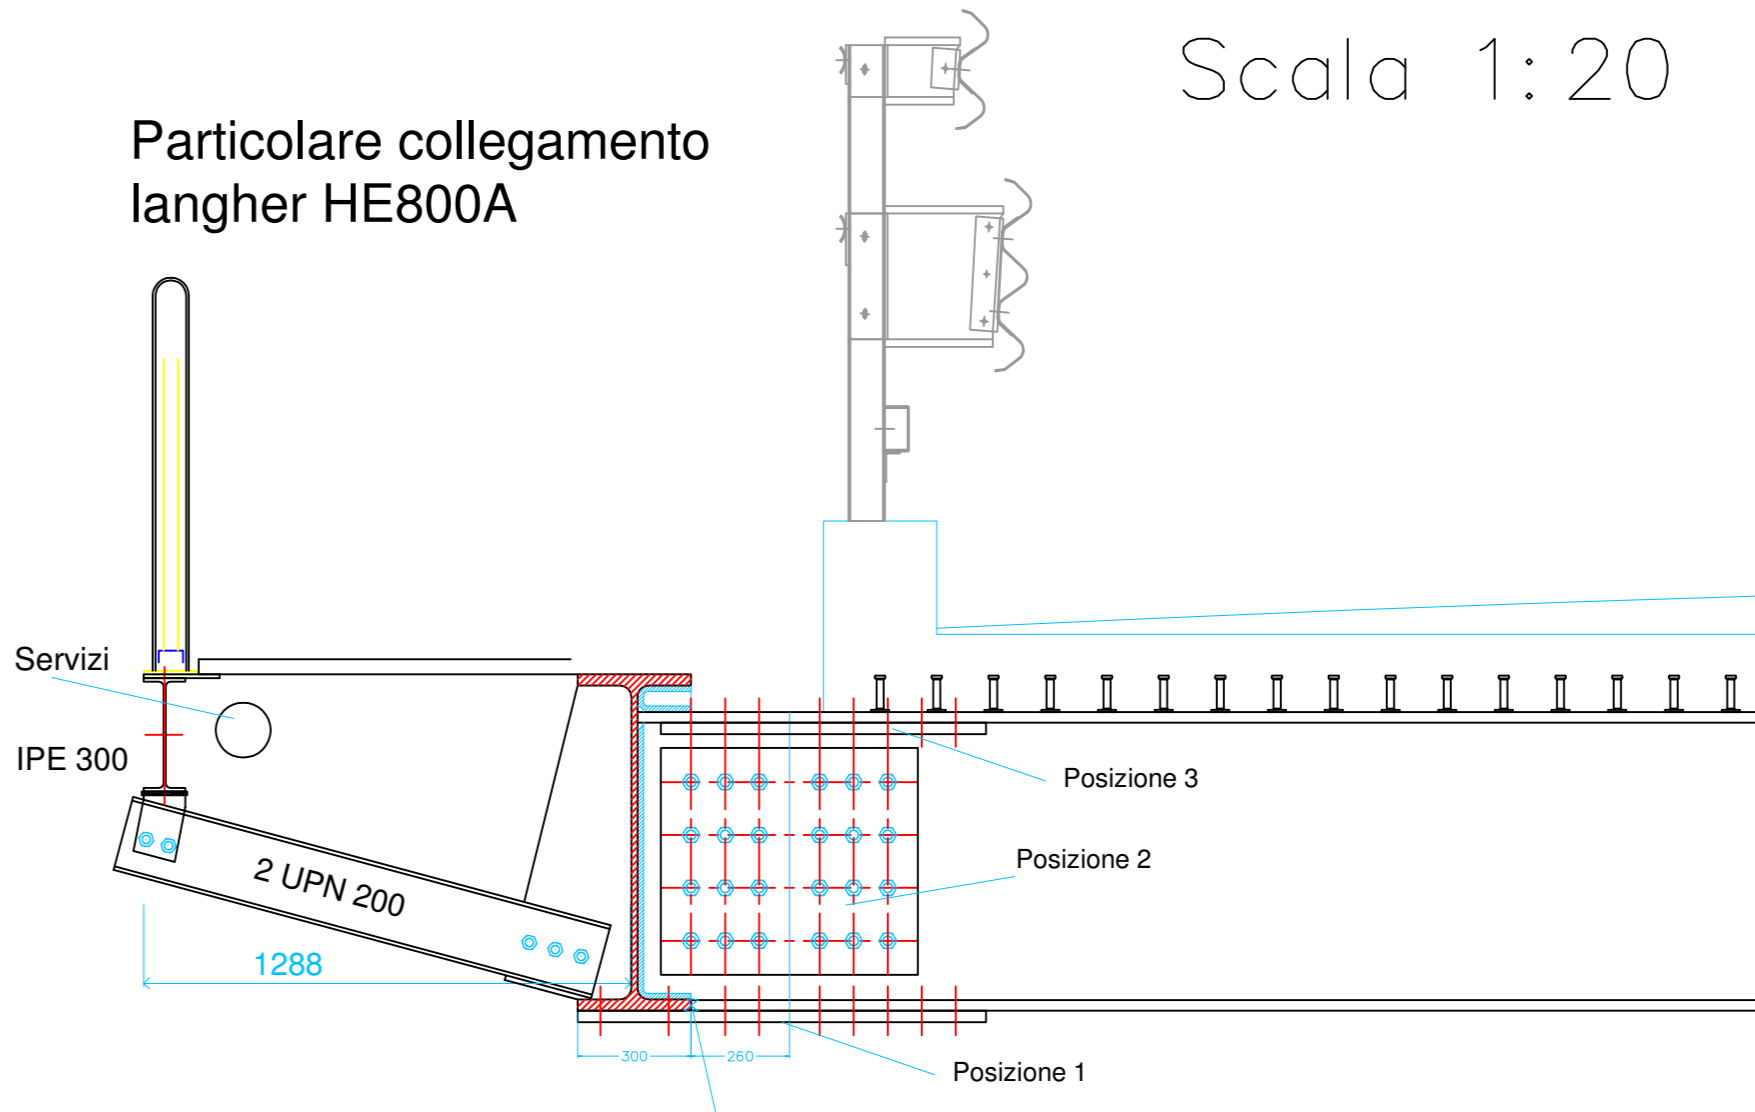 Scala 1:20
Particolare collegamento
langher HE800A
Servizi
IPE 300
Posizione 3
Posizione 2
2 UPN 200
1288
300
260
Posizione 1